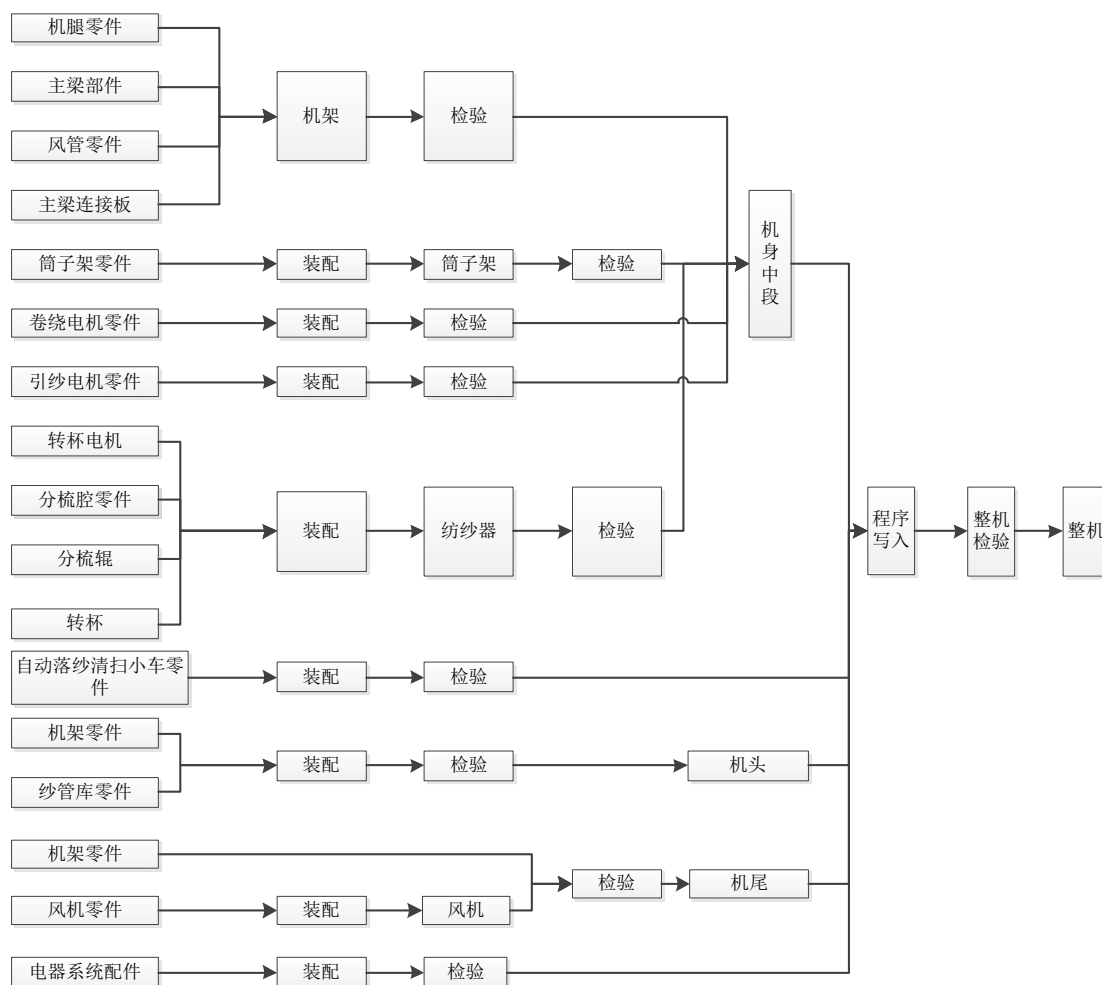 机腿零件
主梁部件
风管零件
主梁连接板
机架
检验
筒子架零件
装配
筒子架
检验
机
身
中
段
卷绕电机零件
装配
检验
引纱电机零件
装配
检验
转杯电机
分梳腔零件
分梳辊
转杯
装配
纺纱器
检验
程序
写入
整机
检验
整机
自动落纱清扫小车零
件
装配
检验
机架零件
纱管库零件
装配
检验
机头
机架零件
风机零件
装配
风机
检验
机尾
电器系统配件
装配
检验